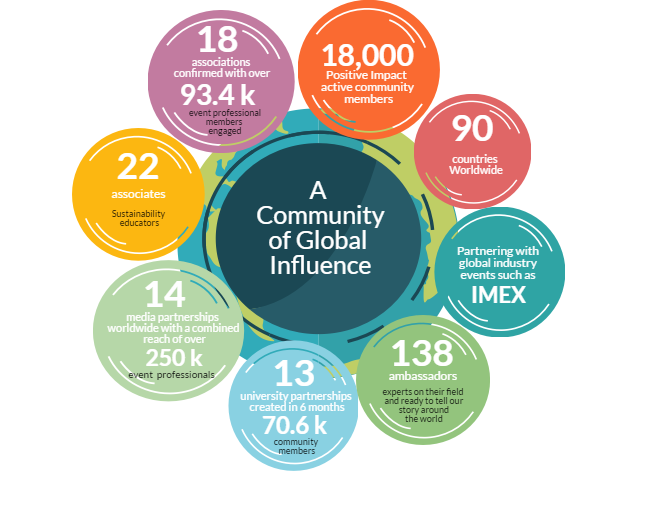 18
associations
confirmed with over
93.4 k
event professional
members
engaged
18,000
Positive Impact
active community
members
90
countries
Worldwide
22
associates
Sustainability
educators
A
Community
of Global
Influence
Partnering with
global industry
events such as
IMEX
14
media partnerships
worldwide with a combined
reach of over
250 k
event professionals
13
university partnerships
created in 6 months
70.6 k
community
members
138
ambassadors
experts on their field
and ready to tell our
story around
the world